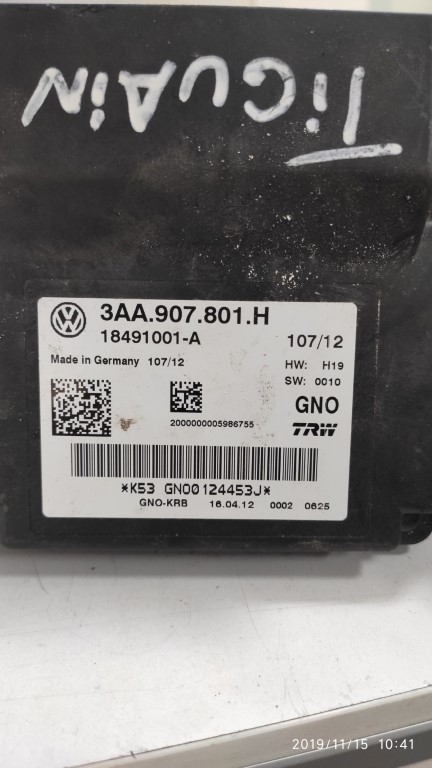 TiGUAiN
3AA.907.801.H
18491001-A 107/12
Made in Germany 107/12 HW: H19
SW: 0010
GNO
2000000005986755 TRW
*K53 GN00124453J*
GNO-KRB 16.04.12 0002 0625
2019/11/15 10:41